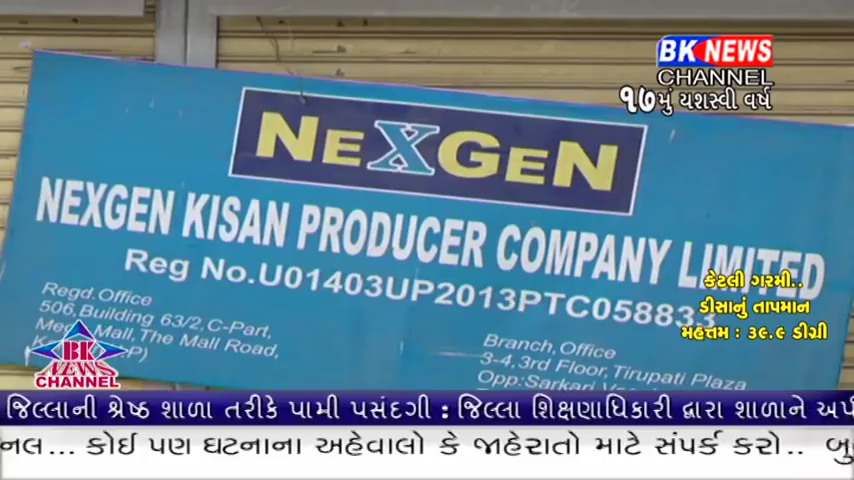 BK NEWS
CHANNEL
૧૭મું યશસ્વી વર્ષ
NEXGEN
NEXGEN KISAN PRODUCER COMPANY LIMITED
Reg No.U01403UP2013PTC058833
Regd.Office
506,Building 63/2,C-Part,
Mall,The Mall Road,
Branch,Office
3-4,3rd Floor,Tirupati Plaza
Opp:Sarkari
કેટલી ગરમી..
ડીસાનું તાપમાન
મહત્તમ : ૩૯.૯ ડીગ્રી
BK
NEWS
CHANNEL
જિલ્લાની શ્રેષ્ઠ શાળા તરીકે પામી પસંદગી : જિલ્લા શિક્ષણાધિકારી દ્વારા શાળાને
નલ... કોઈ પણ ઘટનાના અહેવાલો કે જાહેરાતો માટે સંપર્ક કરો..